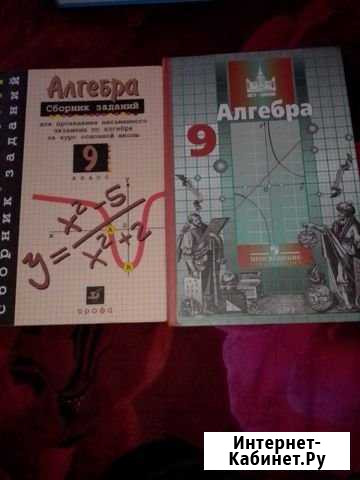 сборник заданий
Алгебра
Сборник заданий
для проведения письменного
экзамена по алгебре
за курс основной школы
9
КЛАСС
y = x² - 5 / x² + 2
дрофа
Алгебра
9
ПРОСВЕЩЕНИЕ
Интернет-
Кабинет.Ру